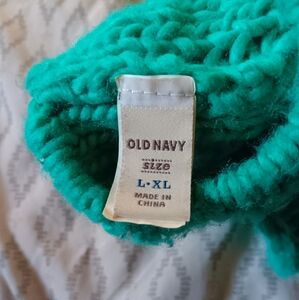 OLD NAVY
SIZE
L·XL
MADE IN
CHINA